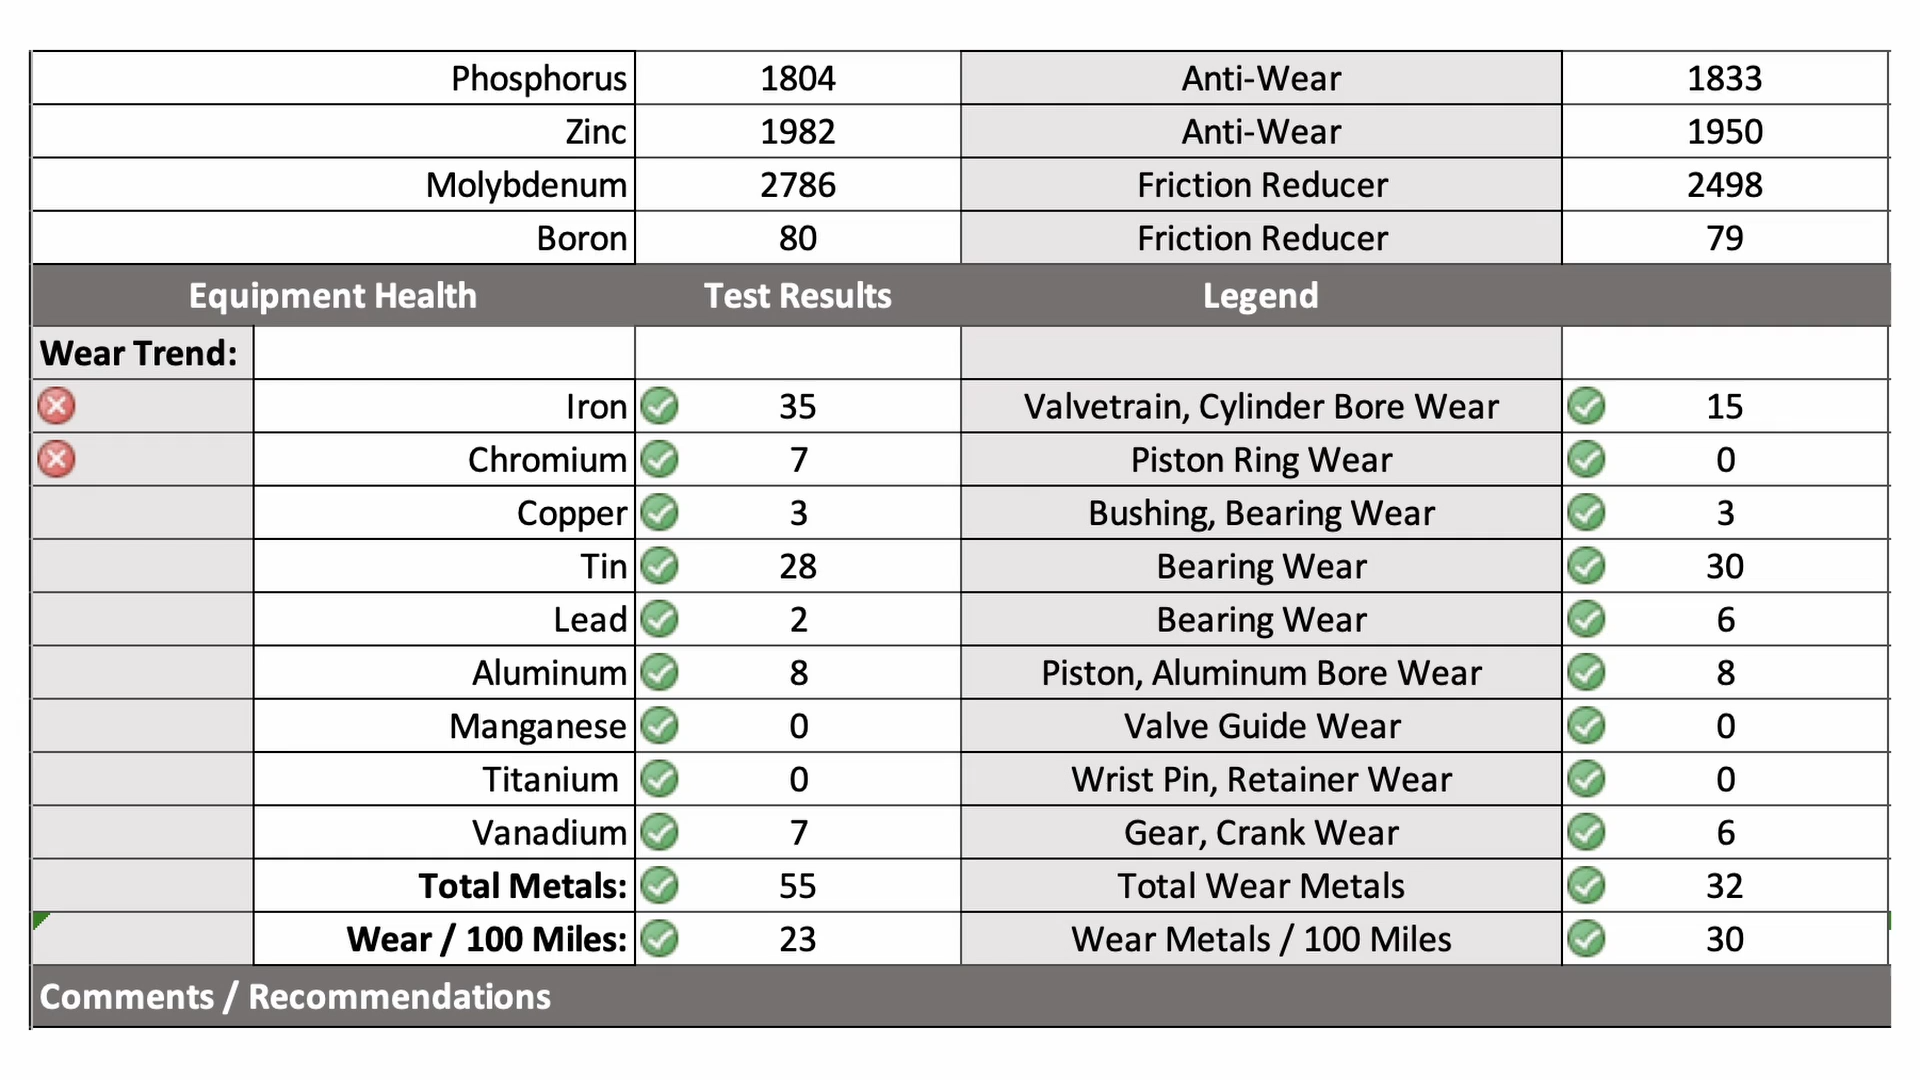 Phosphorus 1804 Anti-Wear 1833
Zinc 1982 Anti-Wear 1950
Molybdenum 2786 Friction Reducer 2498
Boron 80 Friction Reducer 79
Equipment Health Test Results Legend
Wear Trend:
Iron 35 Valvetrain, Cylinder Bore Wear 15
Chromium 7 Piston Ring Wear 0
Copper 3 Bushing, Bearing Wear 3
Tin 28 Bearing Wear 30
Lead 2 Bearing Wear 6
Aluminum 8 Piston, Aluminum Bore Wear 8
Manganese 0 Valve Guide Wear 0
Titanium 0 Wrist Pin, Retainer Wear 0
Vanadium 7 Gear, Crank Wear 6
Total Metals: 55 Total Wear Metals 32
Wear / 100 Miles: 23 Wear Metals / 100 Miles 30
Comments / Recommendations